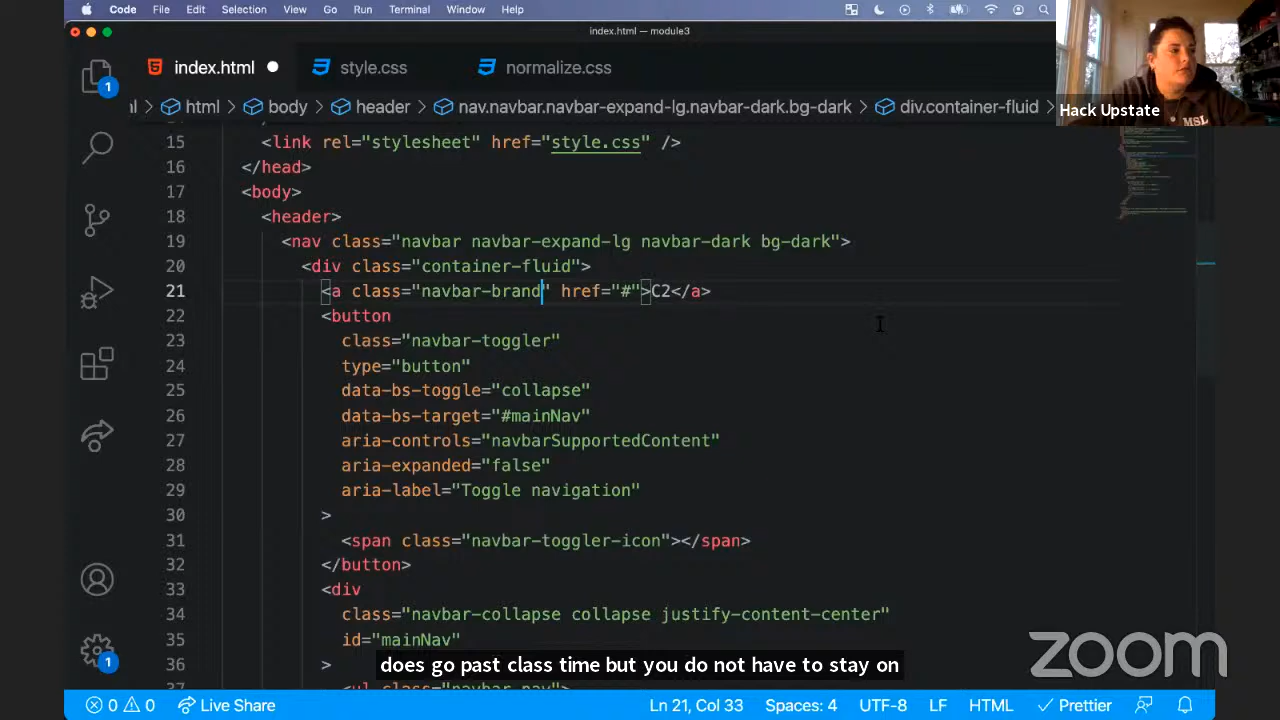 Code File Edit Selection View Go Run Terminal Window Help
index.html — module3
index.html style.css normalize.css
html body header nav.navbar.navbar-expand-lg.navbar-dark.bg-dark div.container-fluid
Hack Upstate
MSL
15 <link rel="stylesheet" href="style.css" />
16 </head>
17 <body>
18 <header>
19 <nav class="navbar navbar-expand-lg navbar-dark bg-dark">
20 <div class="container-fluid">
21 <a class="navbar-brand" href="#">C2</a>
22 <button
23 class="navbar-toggler"
24 type="button"
25 data-bs-toggle="collapse"
26 data-bs-target="#mainNav"
27 aria-controls="navbarSupportedContent"
28 aria-expanded="false"
29 aria-label="Toggle navigation"
30 >
31 <span class="navbar-toggler-icon"></span>
32 </button>
33 <div
34 class="navbar-collapse collapse justify-content-center"
35 id="mainNav"
36 >
37 <ul class="navbar-nav">
1
1
does go past class time but you do not have to stay on
zoom
0 0 Live Share Ln 21, Col 33 Spaces: 4 UTF-8 LF HTML Prettier